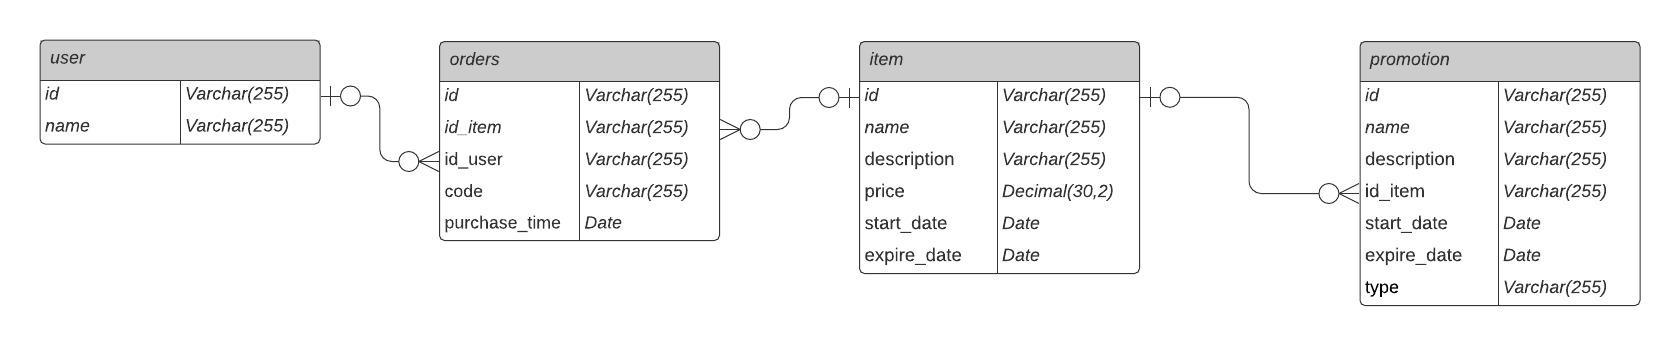 user
id Varchar(255)
name Varchar(255)
orders
id Varchar(255)
id_item Varchar(255)
id_user Varchar(255)
code Varchar(255)
purchase_time Date
item
id Varchar(255)
name Varchar(255)
description Varchar(255)
price Decimal(30,2)
start_date Date
expire_date Date
promotion
id Varchar(255)
name Varchar(255)
description Varchar(255)
id_item Varchar(255)
start_date Date
expire_date Date
type Varchar(255)